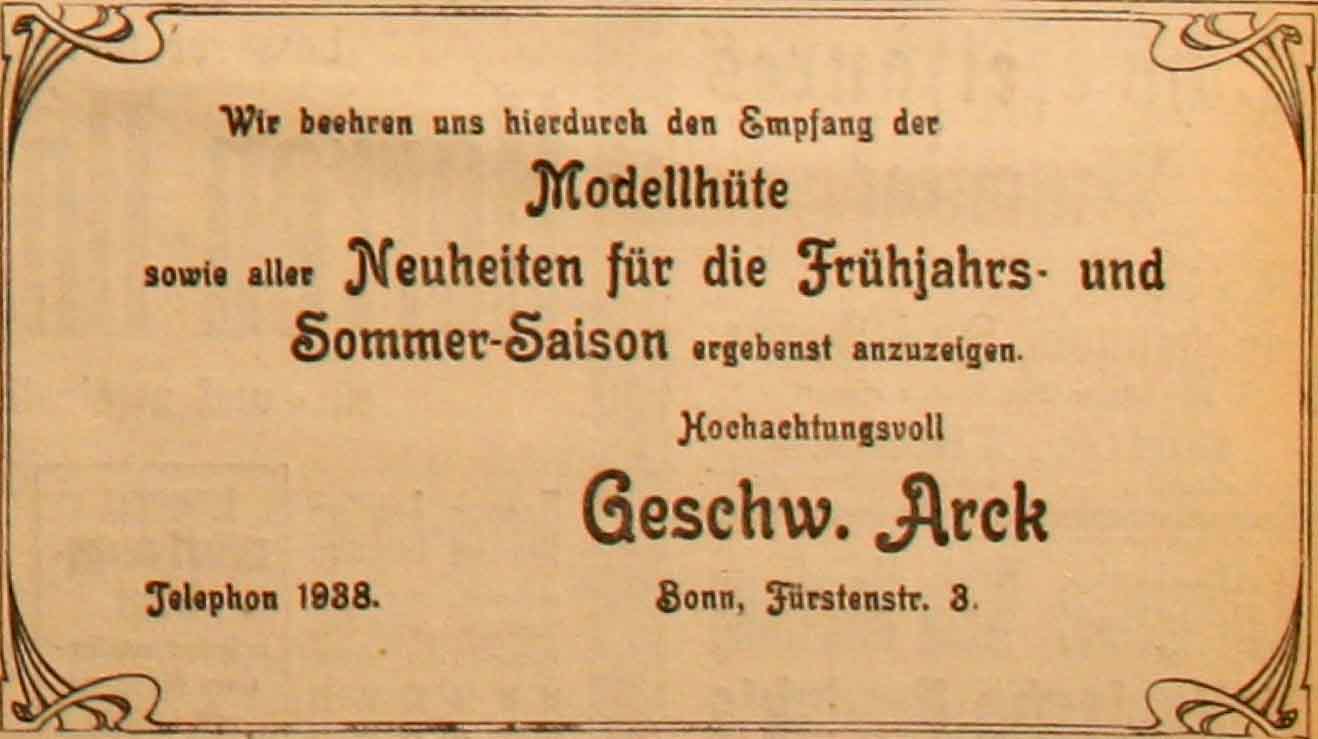 Wir beehren uns hierdurch den Empfang der
Modellhüte
sowie aller Neuheiten für die Frühjahrs- und
Sommer-Saison ergebenst anzuzeigen.
Hochachtungsvoll
Geschw. Arck
Telephon 1938. Bonn, Fürstenstr. 3.